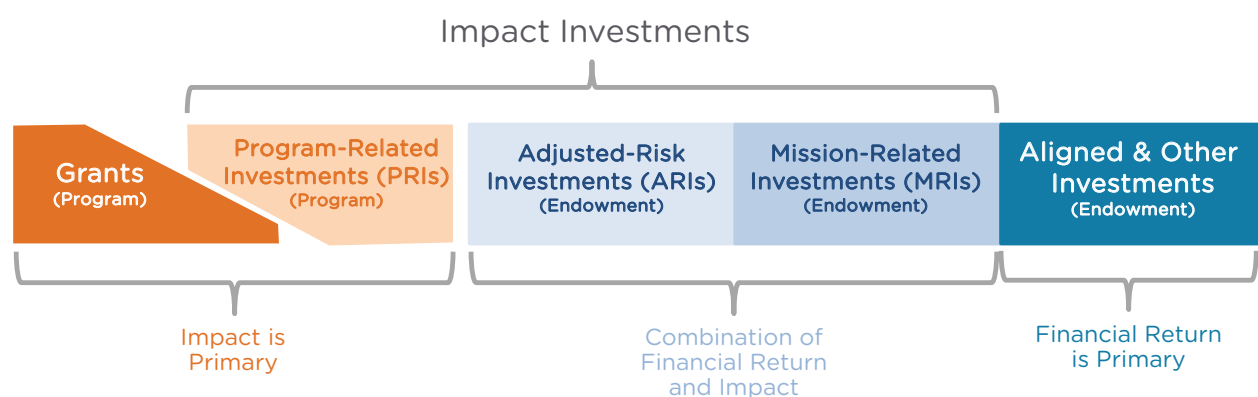 Impact Investments
Grants
(Program)
Program-Related
Investments (PRIs)
(Program)
Adjusted-Risk
Investments (ARIs)
(Endowment)
Mission-Related
Investments (MRIs)
(Endowment)
Aligned & Other
Investments
(Endowment)
Impact is
Primary
Combination of
Financial Return
and Impact
Financial Return
is Primary